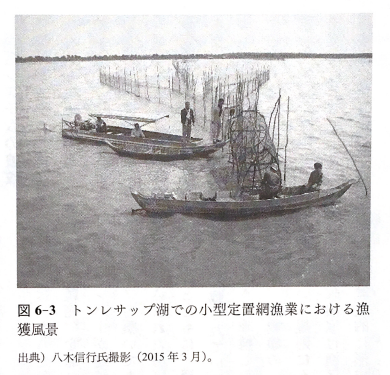 図 6-3　トンレサップ湖での小型定置網漁業における漁
獲風景
出典）八木信行氏撮影（2015 年 3 月）。